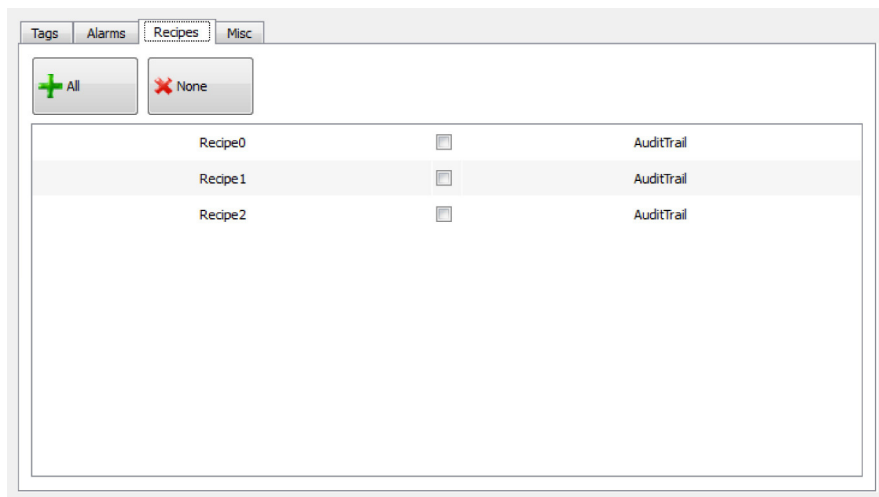 Tags Alarms Recipes Misc
All None
Recipe0 AuditTrail
Recipe1 AuditTrail
Recipe2 AuditTrail